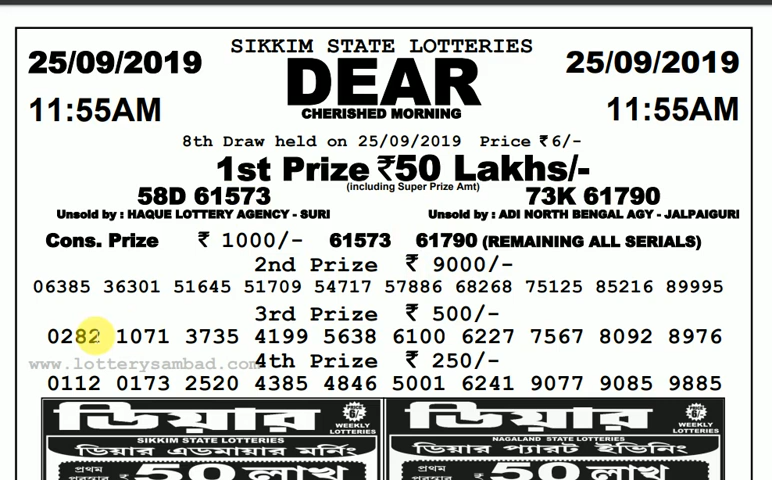 SIKKIM STATE LOTTERIES
25/09/2019 DEAR 25/09/2019
11:55AM CHERISHED MORNING 11:55AM
8th Draw held on 25/09/2019 Price ₹6/-
1st Prize ₹50 Lakhs/-
(including Super Prize Amt)
58D 61573 73K 61790
Unsold by : HAQUE LOTTERY AGENCY - SURI Unsold by : ADI NORTH BENGAL AGY - JALPAIGURI
Cons. Prize ₹ 1000/- 61573 61790 (REMAINING ALL SERIALS)
2nd Prize ₹ 9000/-
06385 36301 51645 51709 54717 57886 68268 75125 85216 89995
3rd Prize ₹ 500/-
0282 1071 3735 4199 5638 6100 6227 7567 8092 8976
4th Prize ₹ 250/-
www.lotterysambad.com
0112 0173 2520 4385 4846 5001 6241 9077 9085 9885
ডিয়ার 6/- WEEKLY LOTTERIES ডিয়ার 6/- WEEKLY LOTTERIES
SIKKIM STATE LOTTERIES NAGALAND STATE LOTTERIES
ডিয়ার এডমায়ার মর্নিং ডিয়ার প্যারট ইভিনিং
প্রথম পুরস্কার ₹ 50 লাখ প্রথম পুরস্কার ₹ 50 লাখ